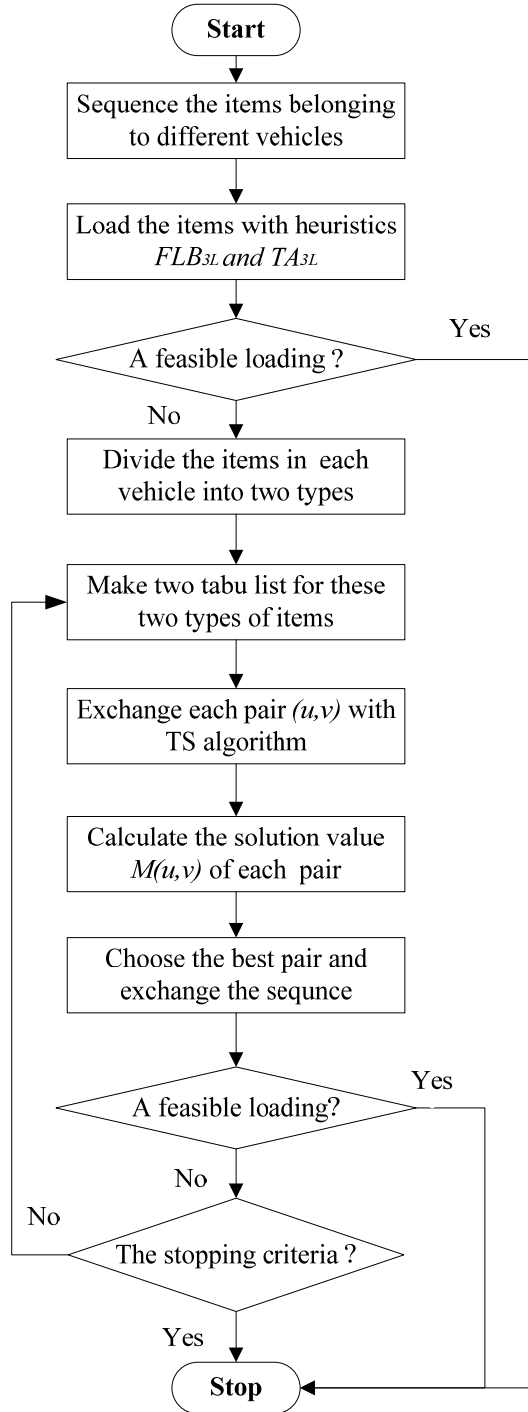 Start
Sequence the items belonging
to different vehicles
Load the items with heuristics
FLB3L and TA3L
A feasible loading ?
Yes
No
Divide the items in each
vehicle into two types
Make two tabu list for these
two types of items
Exchange each pair (u,v) with
TS algorithm
Calculate the solution value
M(u,v) of each pair
Choose the best pair and
exchange the sequnce
A feasible loading?
Yes
No
The stopping criteria ?
No
Yes
Stop